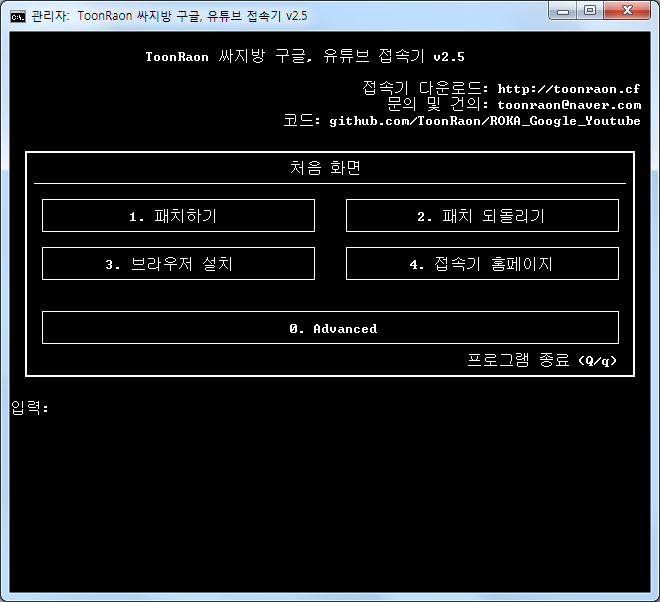 관리자: ToonRaon 싸지방 구글, 유튜브 접속기 v2.5
ToonRaon 싸지방 구글, 유튜브 접속기 v2.5
접속기 다운로드: http://toonraon.cf
문의 및 건의: toonraon@naver.com
코드: github.com/ToonRaon/ROKA_Google_Youtube
처음 화면
1. 패치하기
2. 패치 되돌리기
3. 브라우저 설치
4. 접속기 홈페이지
0. Advanced
프로그램 종료 (Q/q)
입력: